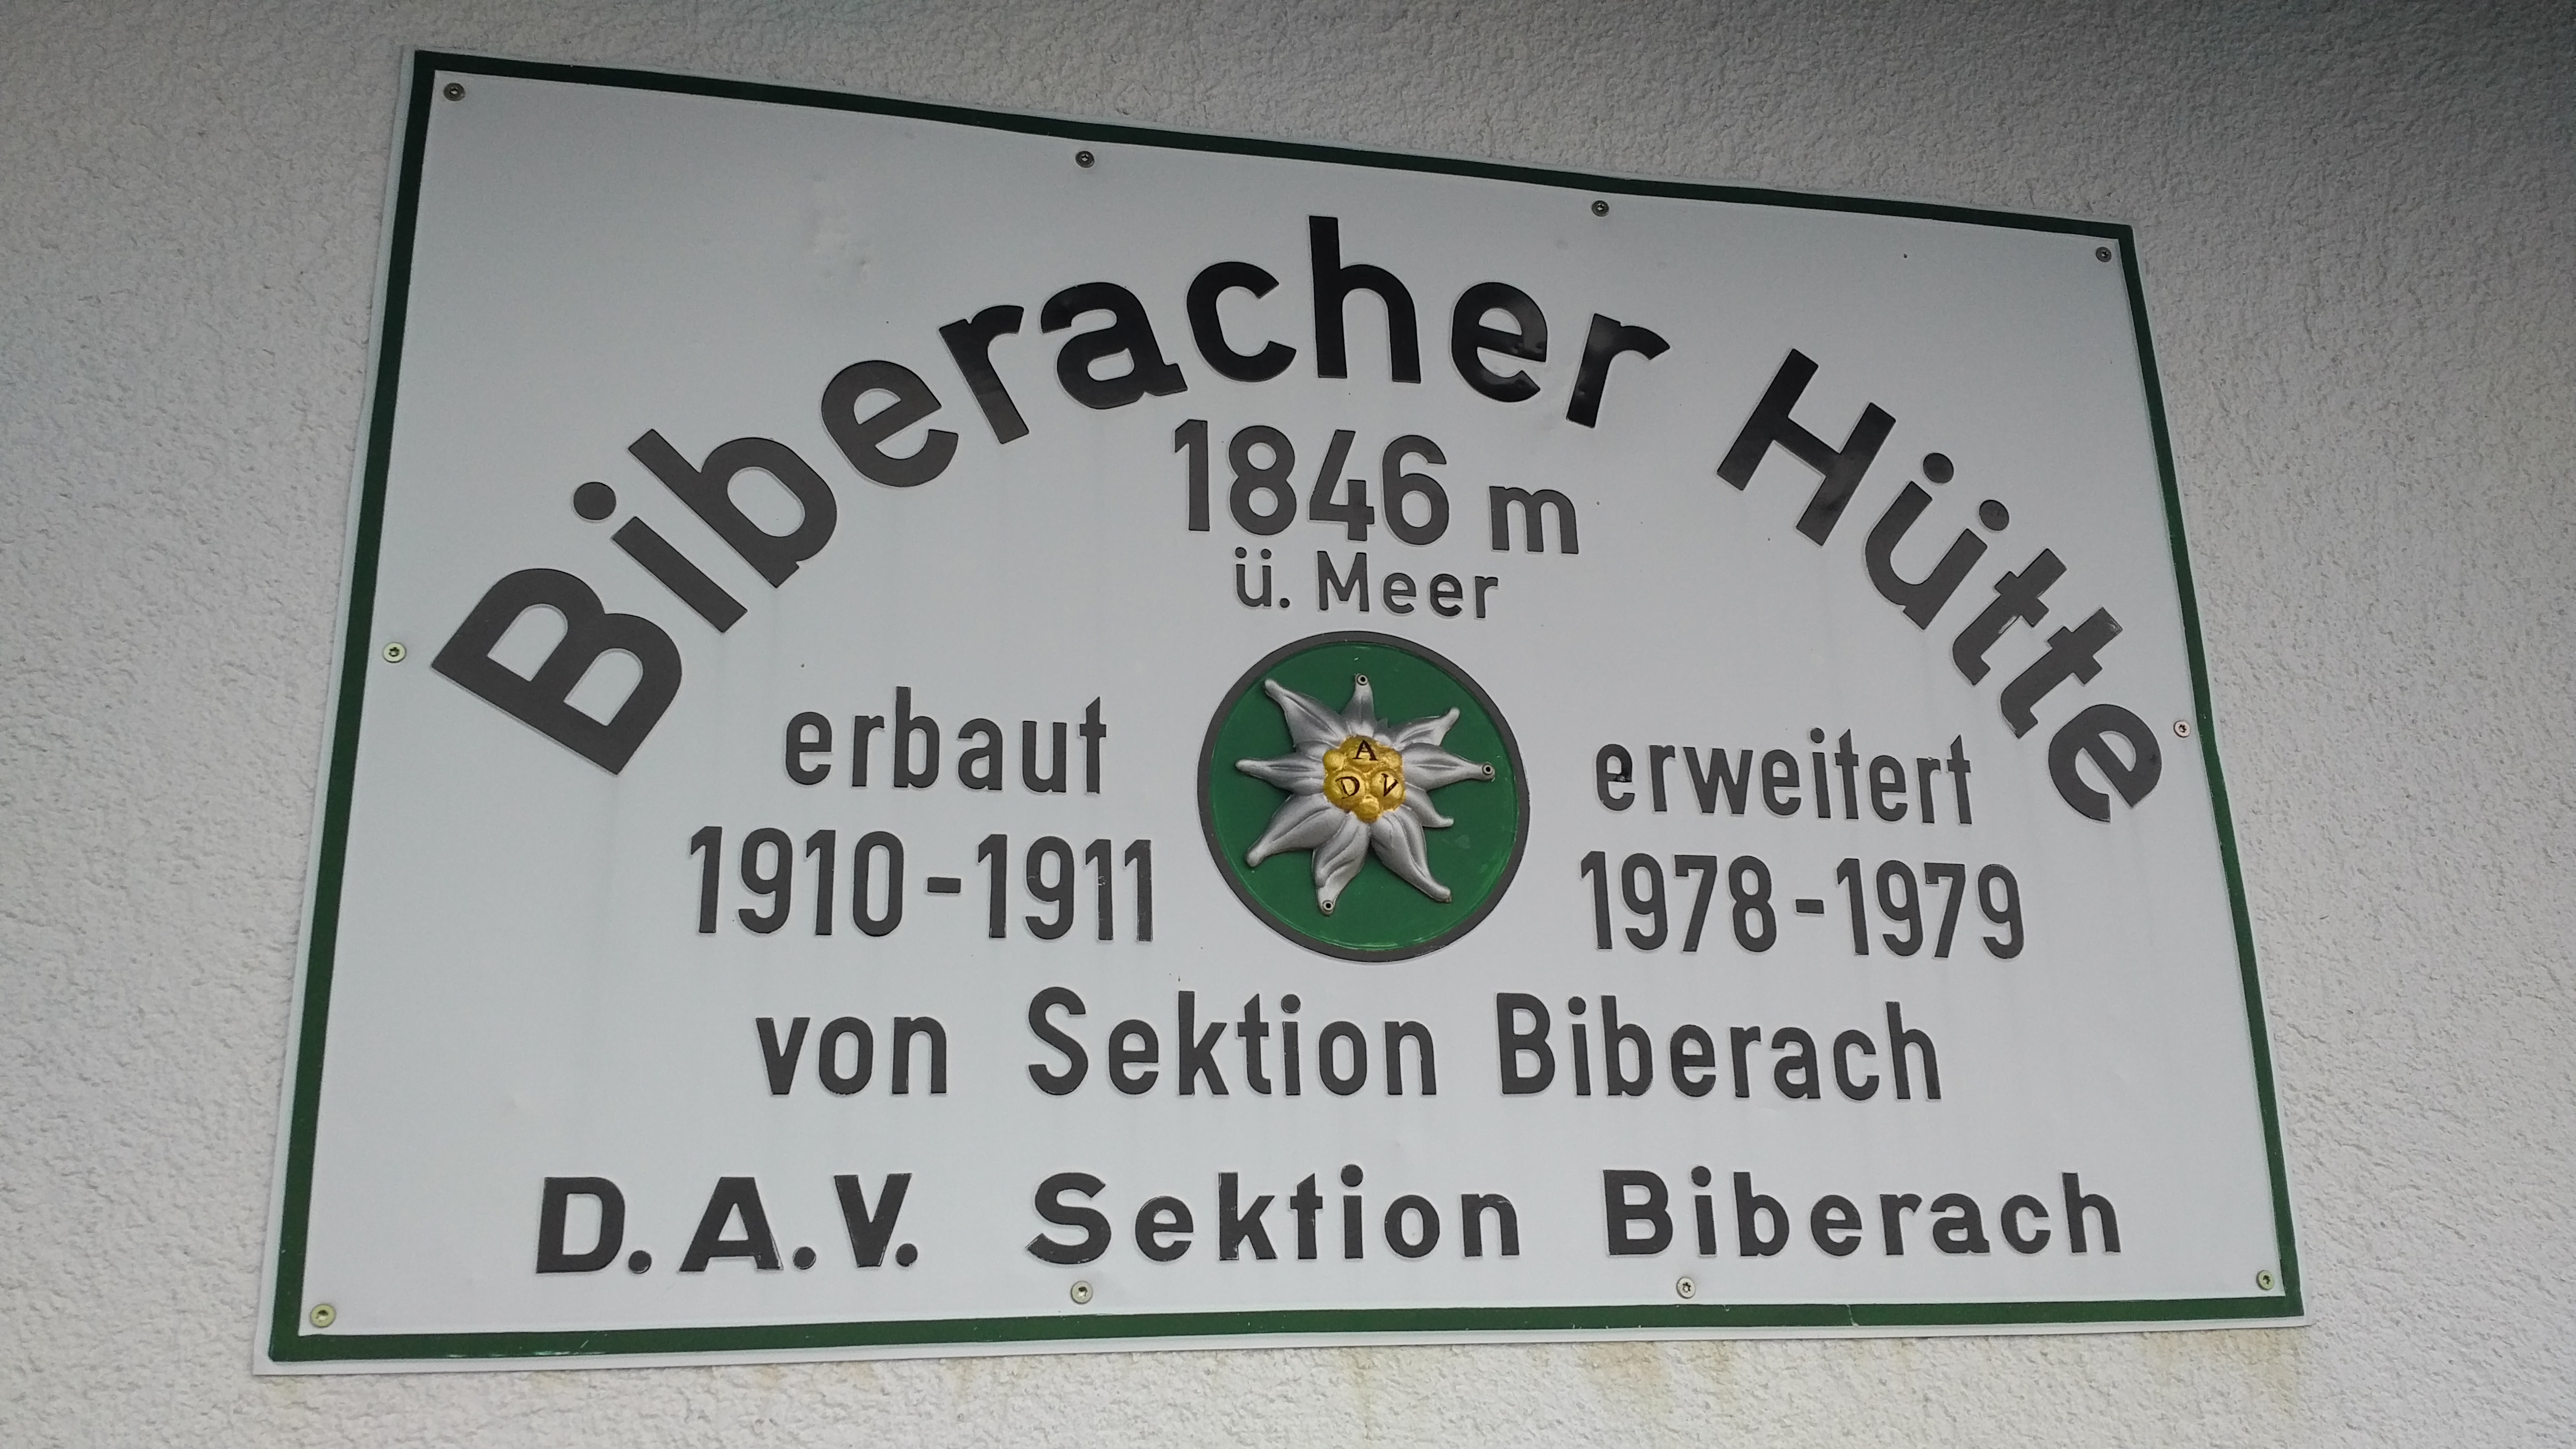 Biberacher Hütte
1846 m
ü. Meer
A
D V
erbaut
1910-1911
erweitert
1978-1979
von Sektion Biberach
D.A.V. Sektion Biberach